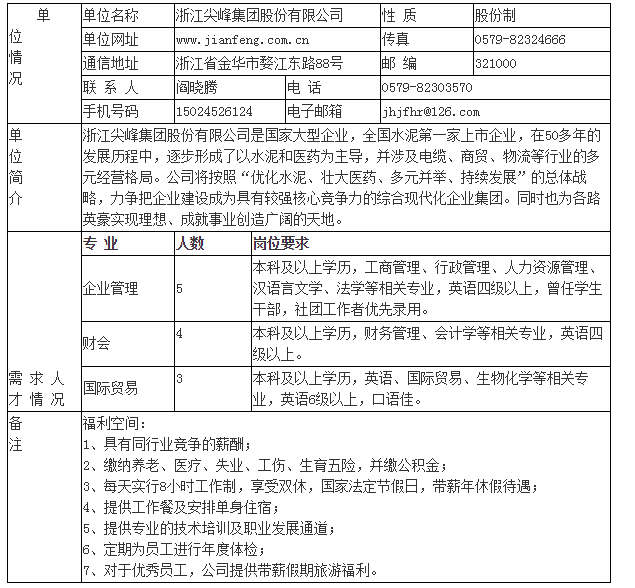 单位情况
单位名称 浙江尖峰集团股份有限公司 性 质 股份制
单位网址 www.jianfeng.com.cn 传真 0579-82324666
通信地址 浙江省金华市婺江东路88号 邮 编 321000
联 系 人 阎晓腾 电 话 0579-82303570
手机号码 15024526124 电子邮箱 jhjfhr@126.com
单位简介
浙江尖峰集团股份有限公司是国家大型企业，全国水泥第一家上市企业，在50多年的
发展历程中，逐步形成了以水泥和医药为主导，并涉及电缆、商贸、物流等行业的多
元经营格局。公司将按照“优化水泥、壮大医药、多元并举、持续发展”的总体战
略，力争把企业建设成为具有较强核心竞争力的综合现代化企业集团。同时也为各路
英豪实现理想、成就事业创造广阔的天地。
需 求 人
才 情 况
专 业 人数 岗位要求
企业管理 5 本科及以上学历，工商管理、行政管理、人力资源管理、
汉语言文学、法学等相关专业，英语四级以上，曾任学生
干部，社团工作者优先录用。
财会 4 本科及以上学历，财务管理、会计学等相关专业，英语四
级以上。
国际贸易 3 本科及以上学历，英语、国际贸易、生物化学等相关专
业，英语6级以上，口语佳。
备注
福利空间：
1、具有同行业竞争的薪酬；
2、缴纳养老、医疗、失业、工伤、生育五险，并缴公积金；
3、每天实行8小时工作制，享受双休，国家法定节假日，带薪年休假待遇；
4、提供工作餐及安排单身住宿；
5、提供专业的技术培训及职业发展通道；
6、定期为员工进行年度体检；
7、对于优秀员工，公司提供带薪假期旅游福利。